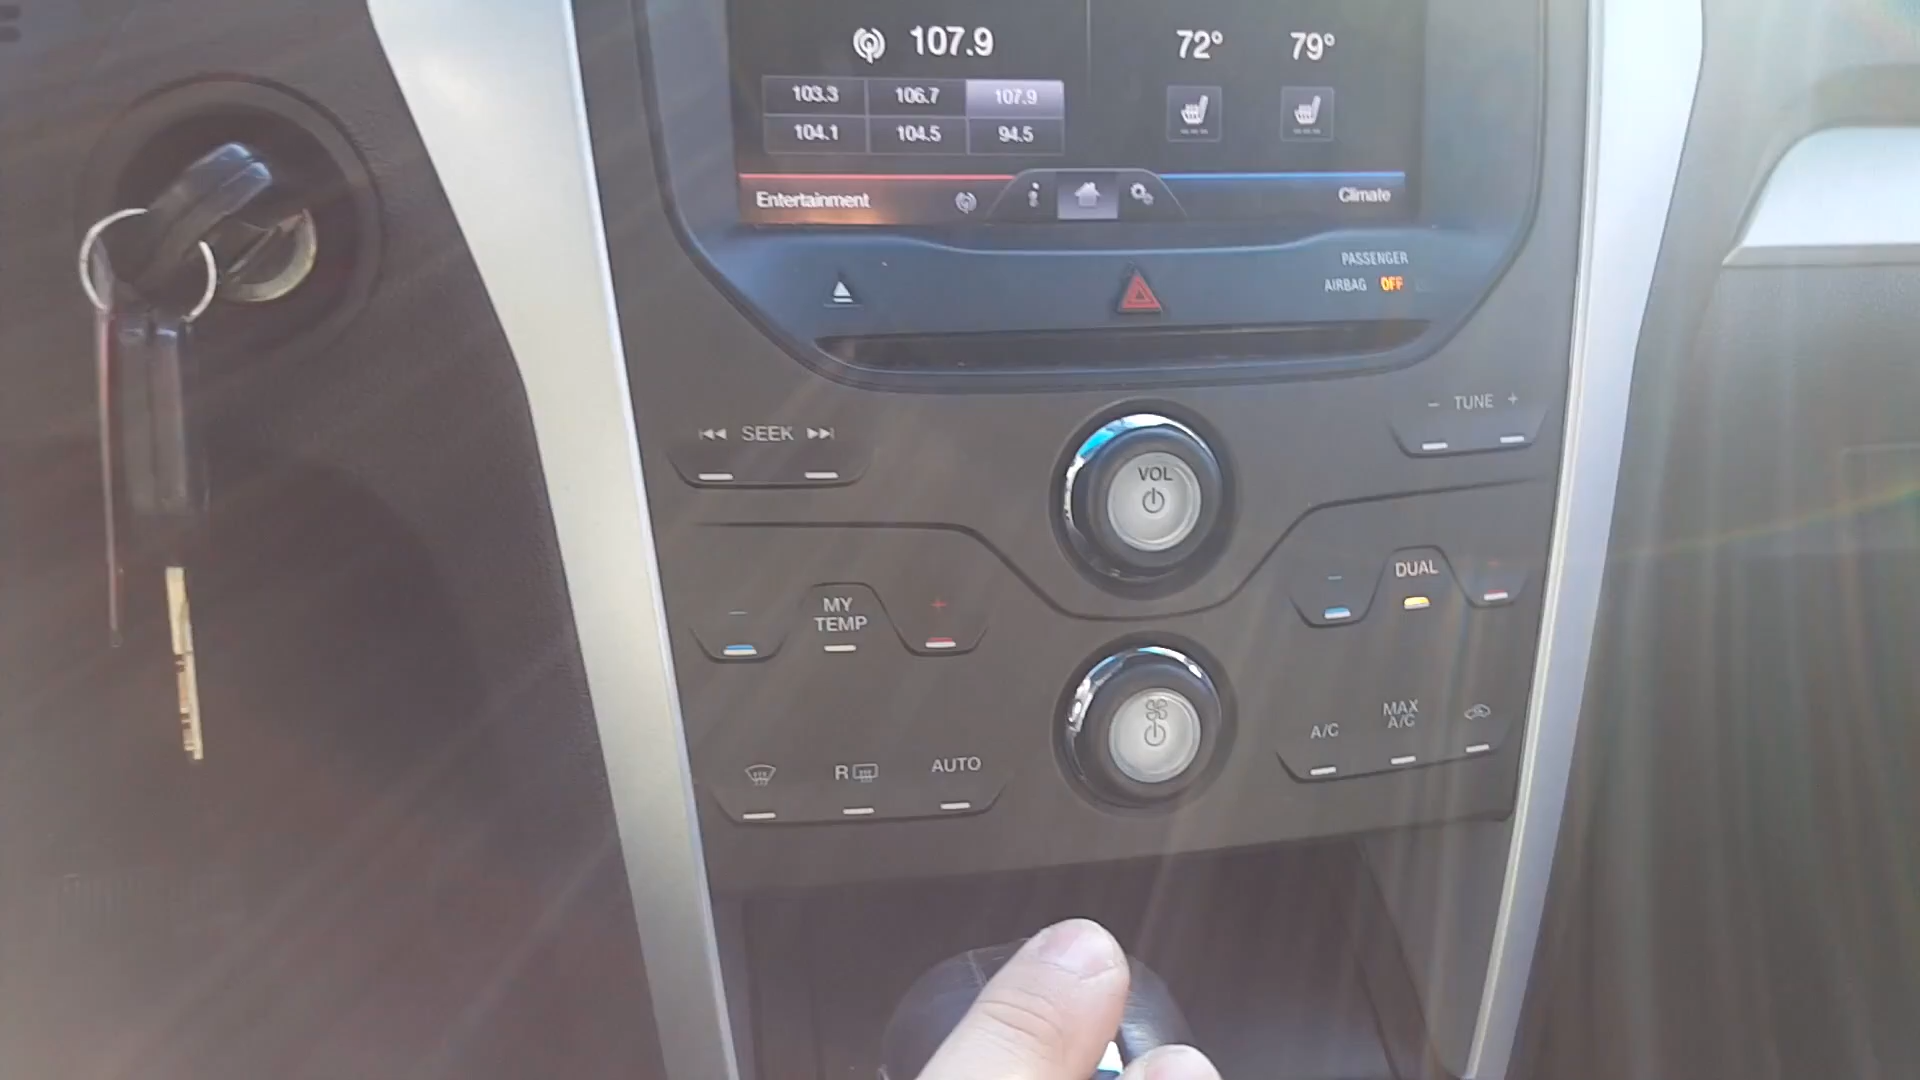 107.9
72° 79°
103.3 106.7 107.9
104.1 104.5 94.5
Entertainment
Climate
PASSENGER
AIRBAG OFF
- TUNE +
SEEK
VOL
- DUAL +
- MY TEMP +
A/C
MAX
A/C
R
AUTO